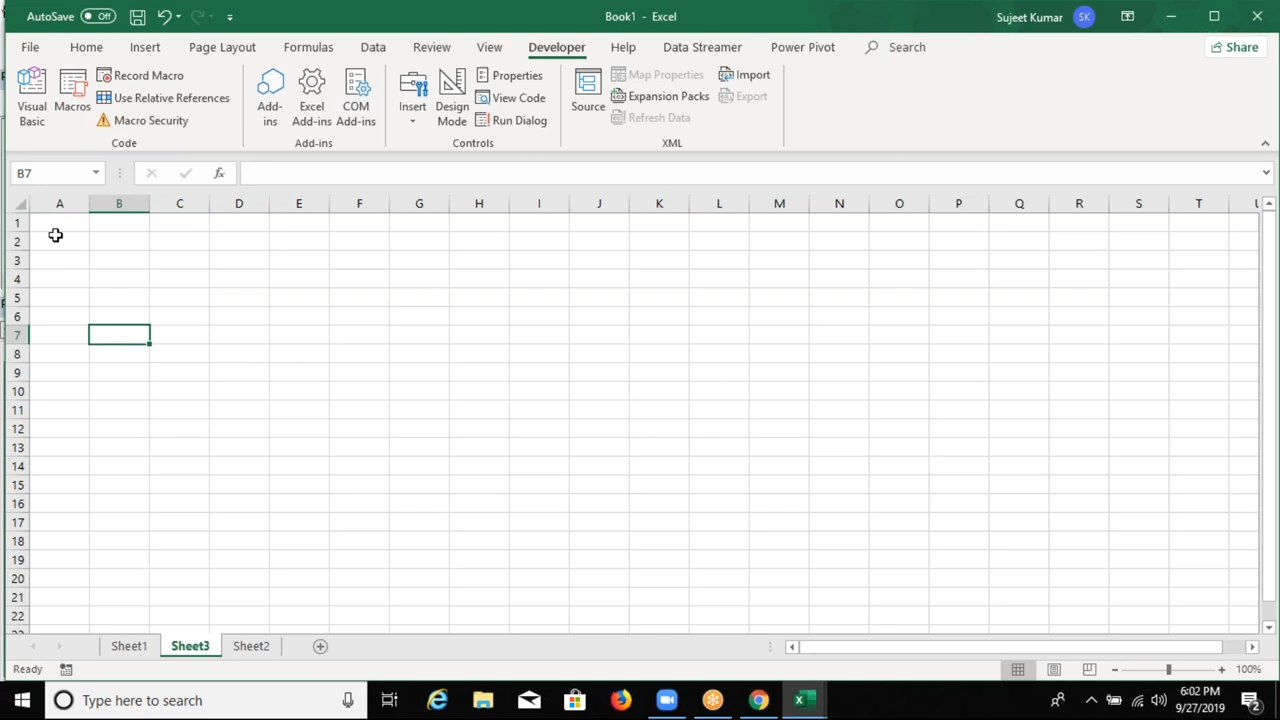 AutoSave Off Book1 - Excel Sujeet Kumar SK
File Home Insert Page Layout Formulas Data Review View Developer Help Data Streamer Power Pivot Search Share
Visual Basic
Macros
Record Macro
Use Relative References
Macro Security
Code
Add-ins
Excel Add-ins
COM Add-ins
Add-ins
Insert
Design Mode
Properties
View Code
Run Dialog
Controls
Source
Map Properties
Expansion Packs
Refresh Data
Import
Export
XML
B7 fx
A B C D E F G H I J K L M N O P Q R S T U
1
2
3
4
5
6
7
8
9
10
11
12
13
14
15
16
17
18
19
20
21
22
23
Sheet1 Sheet3 Sheet2
Ready 100%
Type here to search
6:02 PM
9/27/2019
2